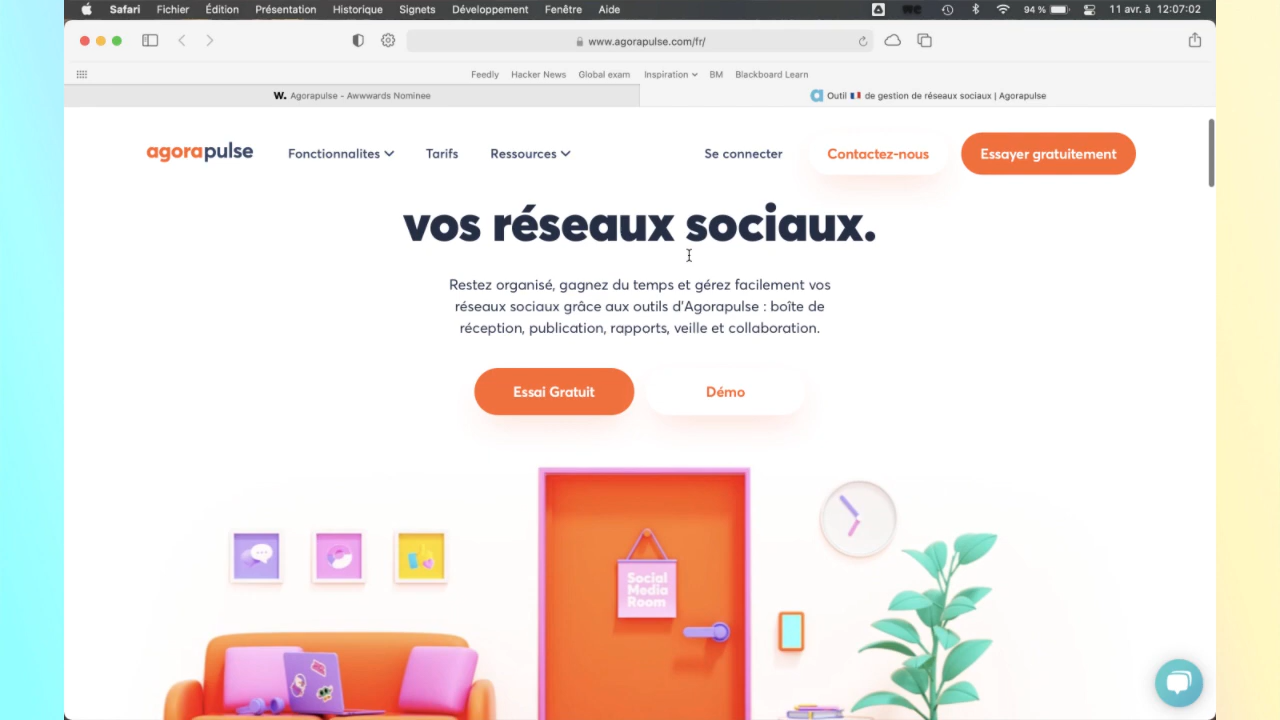 Safari Fichier Édition Présentation Historique Signets Développement Fenêtre Aide
94 % 11 avr. à 12:07:02
www.agorapulse.com/fr/
Feedly Hacker News Global exam Inspiration BM Blackboard Learn
W. Agorapulse - Awwwards Nominee
Outil 🇫🇷 de gestion de réseaux sociaux | Agorapulse
agorapulse Fonctionnalites Tarifs Ressources Se connecter Contactez-nous Essayer gratuitement
vos réseaux sociaux.
Restez organisé, gagnez du temps et gérez facilement vos
réseaux sociaux grâce aux outils d'Agorapulse : boîte de
réception, publication, rapports, veille et collaboration.
Essai Gratuit Démo
Social
Media
Room